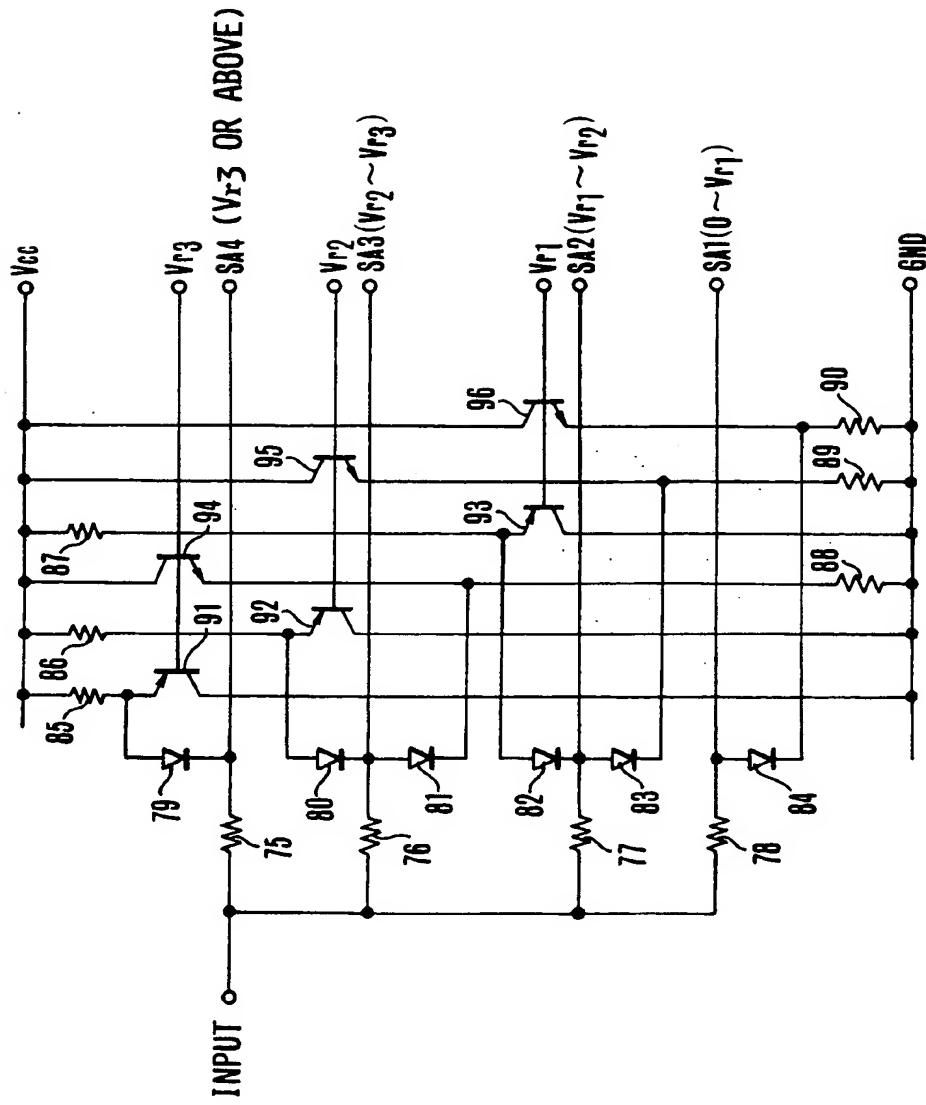 Vcc
Vr3
SA4 (Vr3 OR ABOVE)
Vr2
SA3(Vr2~Vr3)
Vr1
SA2(Vr1~Vr2)
SA1(0~Vr1)
GND
INPUT
85
86
87
91
94
92
95
93
96
79
80
81
82
83
84
75
76
77
78
88
89
90